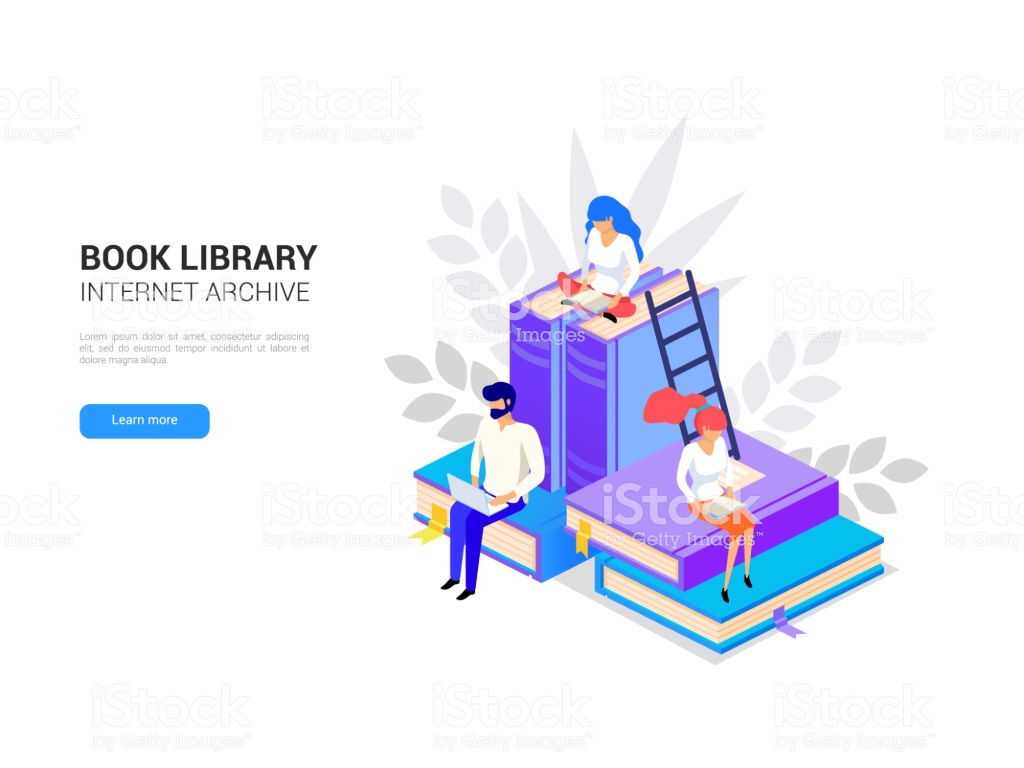 BOOK LIBRARY
INTERNET ARCHIVE
Lorem ipsum dolor sit amet, consectetur adipiscing
elit, sed do eiusmod tempor incididunt ut labore et
dolore magna aliqua.
Learn more
iStock
by Getty Images™